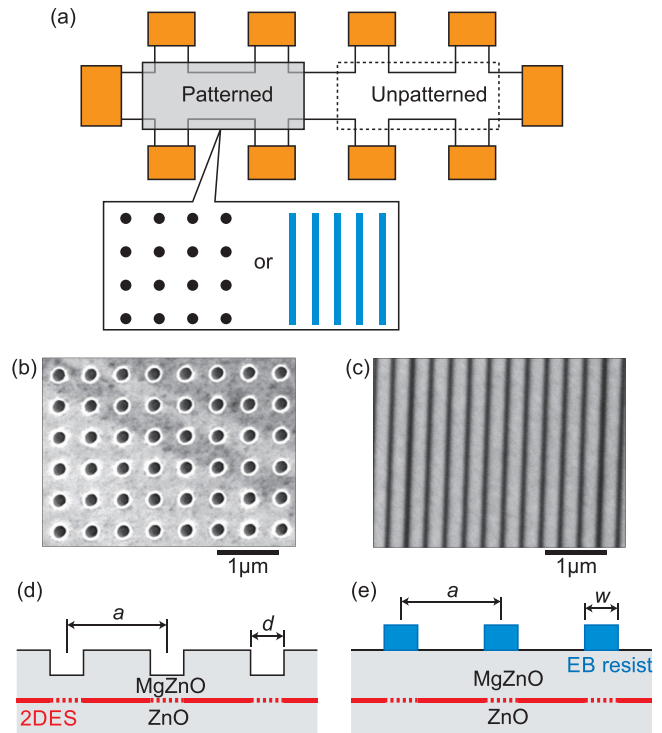 (a)
Patterned
Unpatterned
or
(b)
(c)
1μm
1μm
(d)
a
d
MgZnO
2DES
ZnO
(e)
a
w
EB resist
MgZnO
ZnO